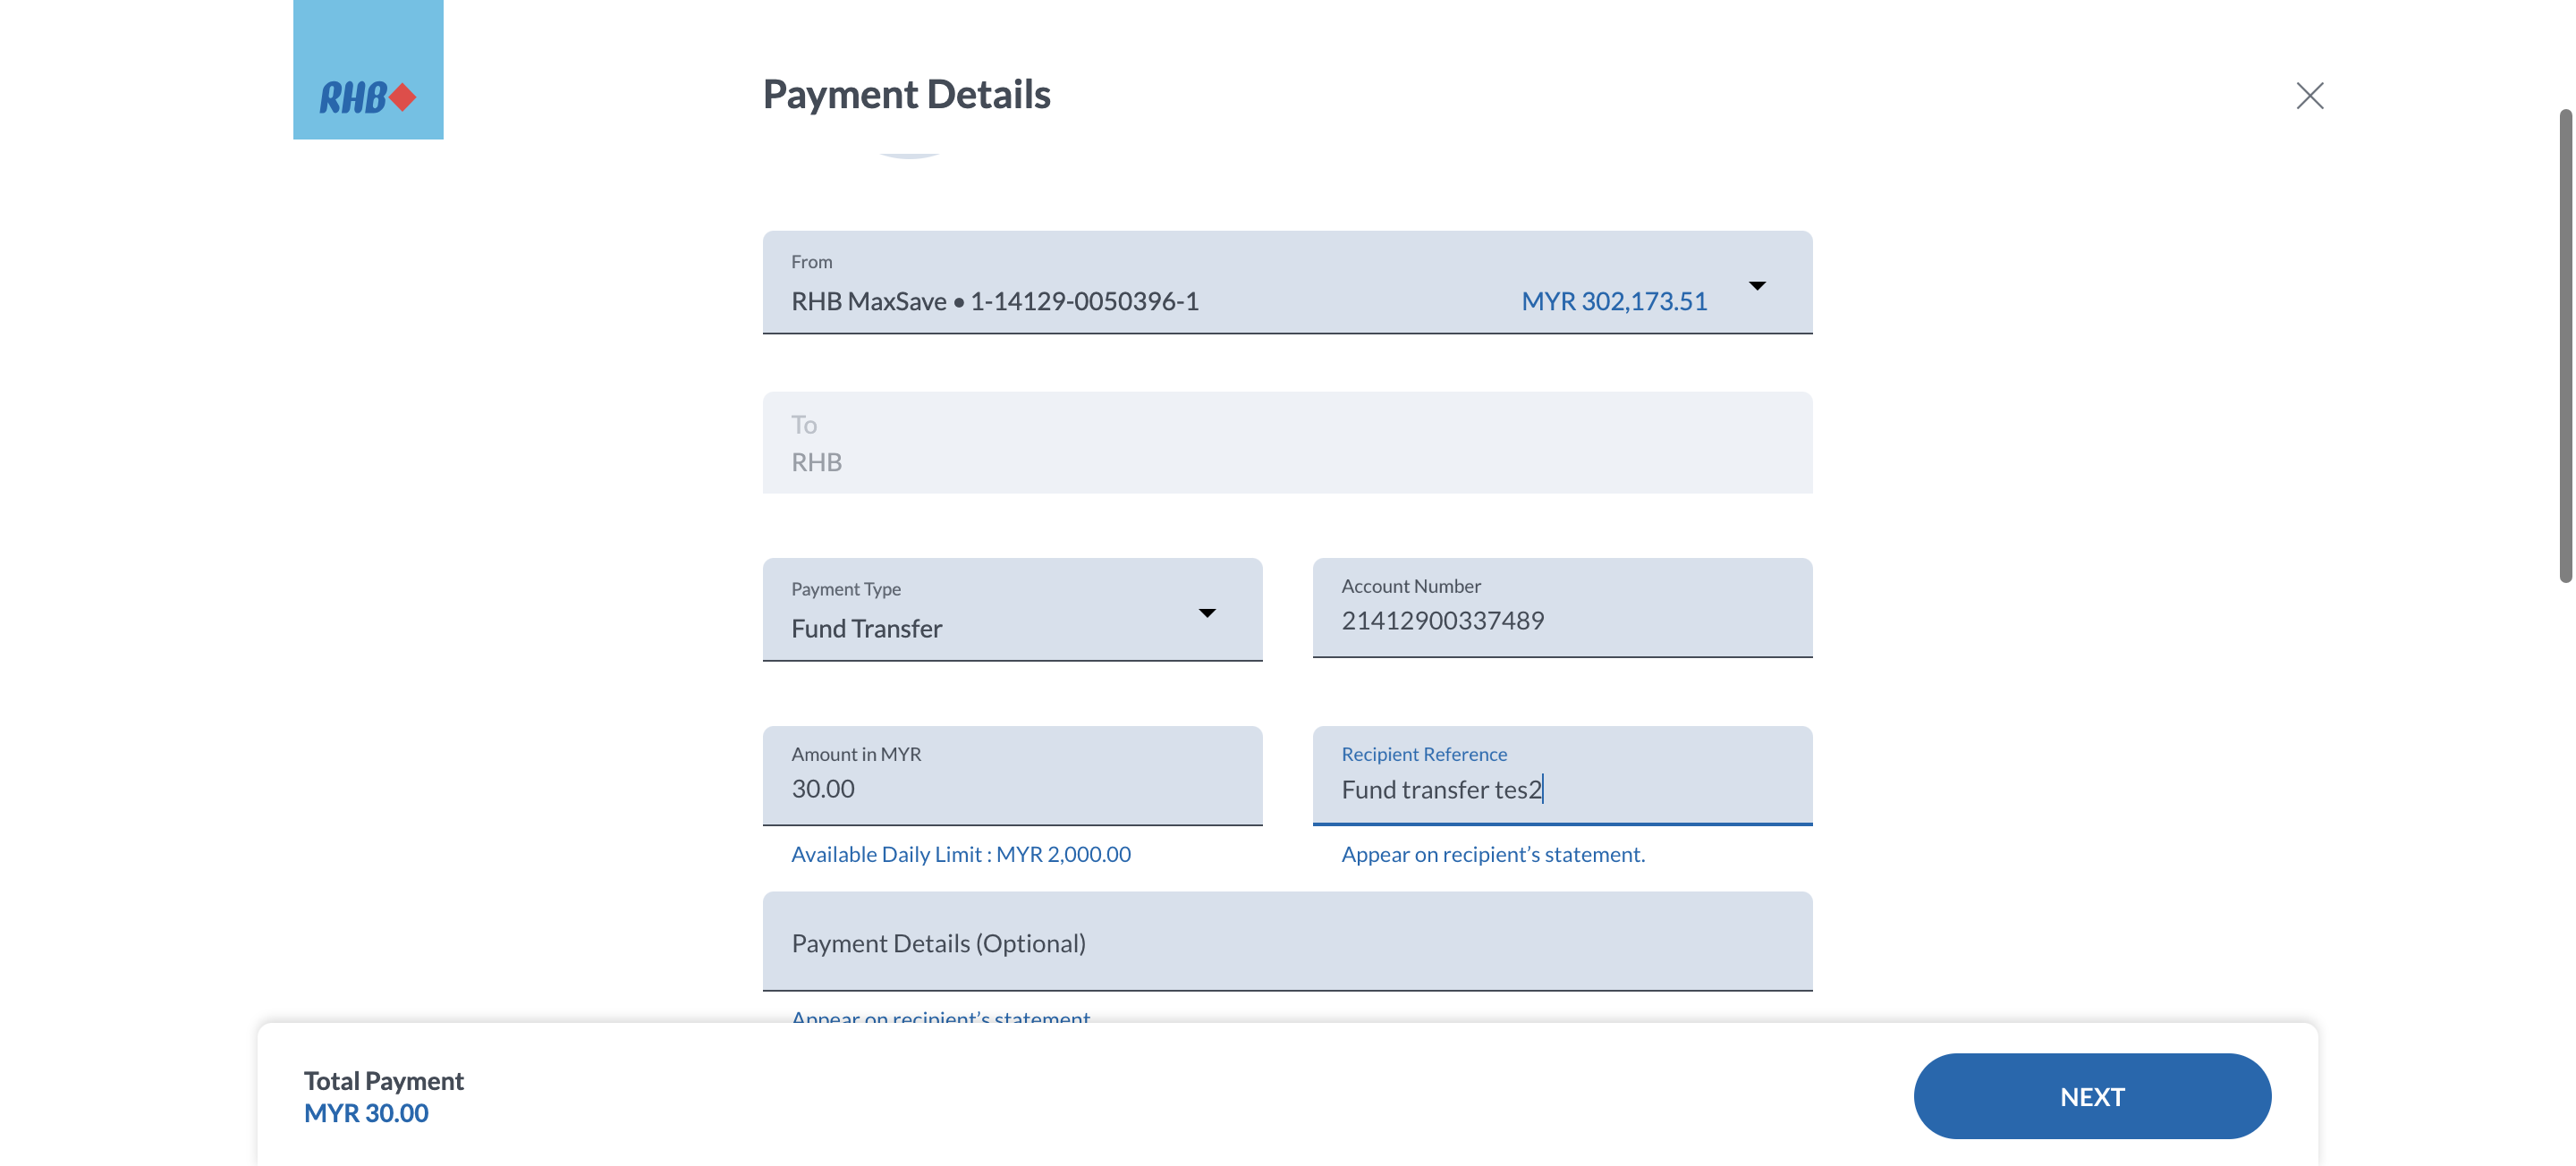 RHB
Payment Details
From
RHB MaxSave • 1-14129-0050396-1
MYR 302,173.51
To
RHB
Payment Type
Fund Transfer
Account Number
21412900337489
Amount in MYR
30.00
Recipient Reference
Fund transfer tes2
Available Daily Limit : MYR 2,000.00
Appear on recipient’s statement.
Payment Details (Optional)
Appear on recipient’s statement
Total Payment
MYR 30.00
NEXT